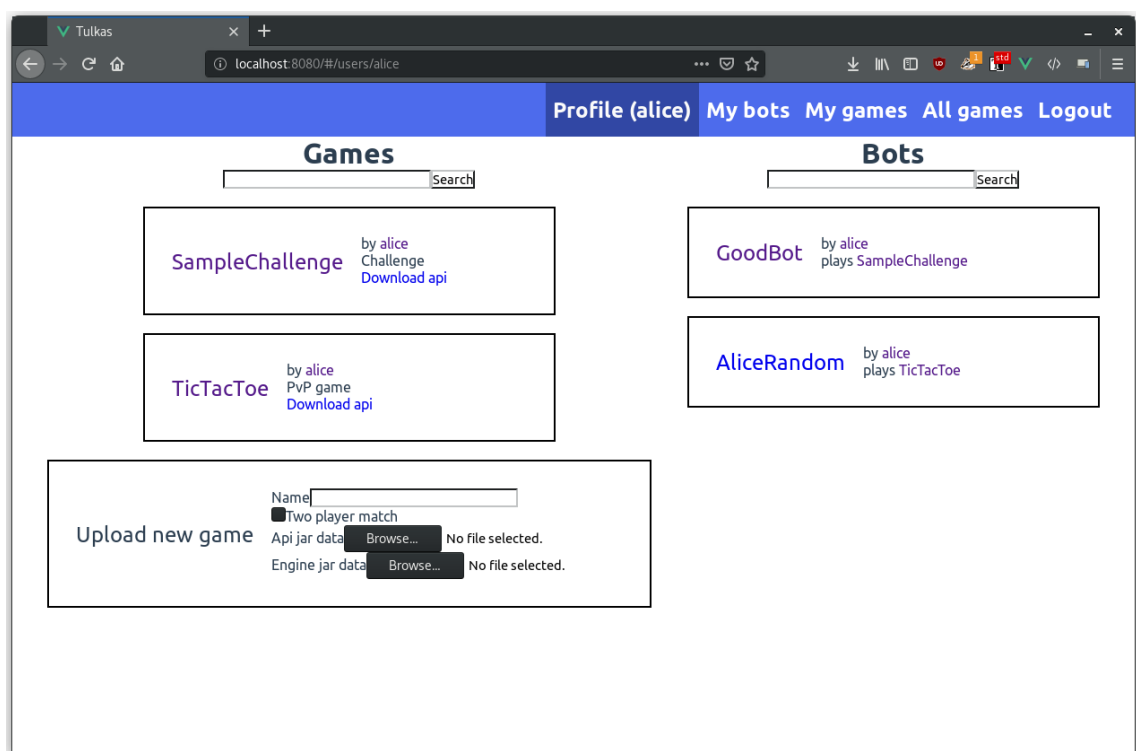 Tulkas
localhost:8080/#/users/alice
1
std
Profile (alice) My bots My games All games Logout
Games
Search
SampleChallenge
by alice
Challenge
Download api
TicTacToe
by alice
PvP game
Download api
Upload new game
Name
Two player match
Api jar data Browse... No file selected.
Engine jar data Browse... No file selected.
Bots
Search
GoodBot
by alice
plays SampleChallenge
AliceRandom
by alice
plays TicTacToe